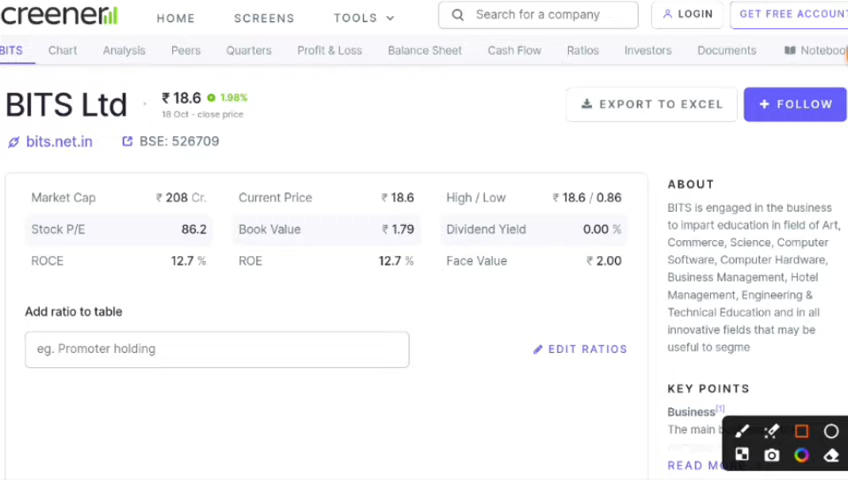 creener
HOME
SCREENS
TOOLS
Search for a company
LOGIN
GET FREE ACCOUNT
BITS
Chart
Analysis
Peers
Quarters
Profit & Loss
Balance Sheet
Cash Flow
Ratios
Investors
Documents
Noteboo
BITS Ltd
₹ 18.6 1.98%
18 Oct - close price
EXPORT TO EXCEL
+ FOLLOW
bits.net.in
BSE: 526709
Market Cap ₹ 208 Cr.
Current Price ₹ 18.6
High / Low ₹ 18.6 / 0.86
Stock P/E 86.2
Book Value ₹ 1.79
Dividend Yield 0.00 %
ROCE 12.7 %
ROE 12.7 %
Face Value ₹ 2.00
Add ratio to table
eg. Promoter holding
EDIT RATIOS
ABOUT
BITS is engaged in the business
to impart education in field of Art,
Commerce, Science, Computer
Software, Computer Hardware,
Business Management, Hotel
Management, Engineering &
Technical Education and in all
innovative fields that may be
useful to segme
KEY POINTS
Business[1]
The main
READ